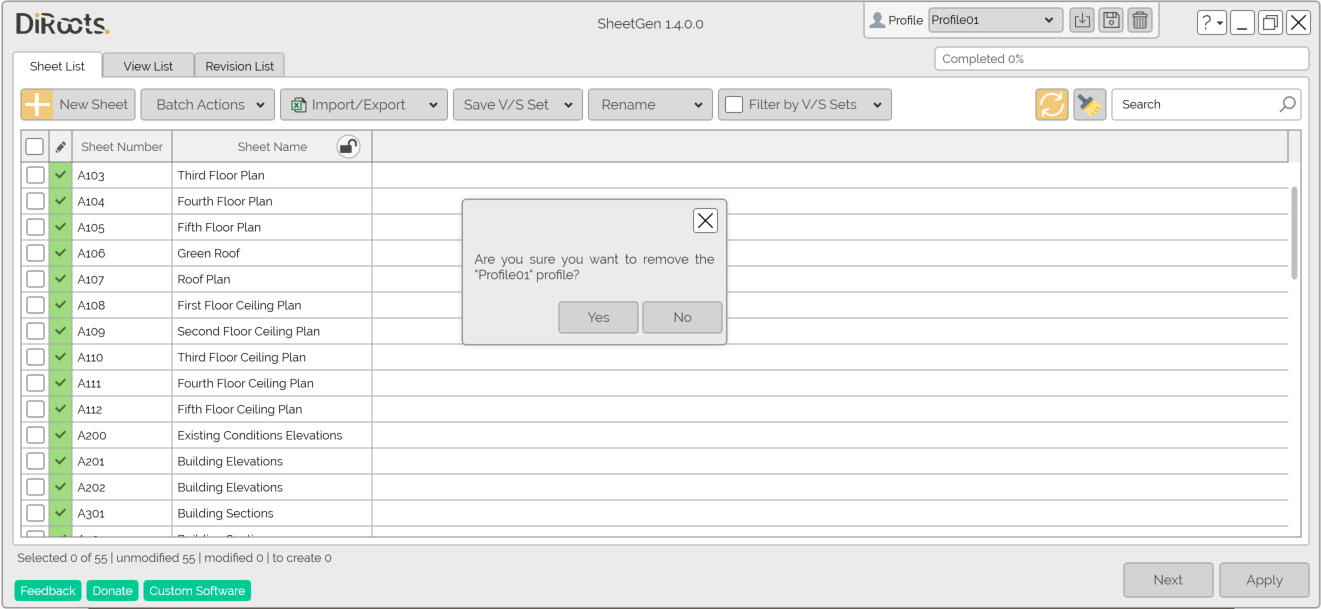 DiRoots.
SheetGen 1.4.0.0
Profile Profile01
?
Completed 0%
Sheet List View List Revision List
New Sheet Batch Actions Import/Export Save V/S Set Rename Filter by V/S Sets Search
Sheet Number Sheet Name
A103 Third Floor Plan
A104 Fourth Floor Plan
A105 Fifth Floor Plan
A106 Green Roof
A107 Roof Plan
A108 First Floor Ceiling Plan
A109 Second Floor Ceiling Plan
A110 Third Floor Ceiling Plan
A111 Fourth Floor Ceiling Plan
A112 Fifth Floor Ceiling Plan
A200 Existing Conditions Elevations
A201 Building Elevations
A202 Building Elevations
A301 Building Sections
Are you sure you want to remove the
"Profile01" profile?
Yes No
Selected 0 of 55 | unmodified 55 | modified 0 | to create 0
Feedback Donate Custom Software
Next Apply